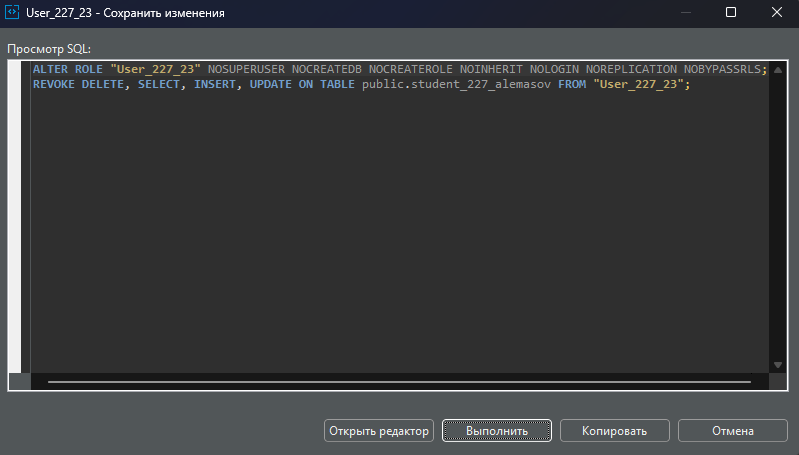 User_227_23 - Сохранить изменения
Просмотр SQL:
ALTER ROLE "User_227_23" NOSUPERUSER NOCREATEDB NOCREATEROLE NOINHERIT NOLOGIN NOREPLICATION NOBYPASSRLS;
REVOKE DELETE, SELECT, INSERT, UPDATE ON TABLE public.student_227_alemasov FROM "User_227_23";
Открыть редактор
Выполнить
Копировать
Отмена